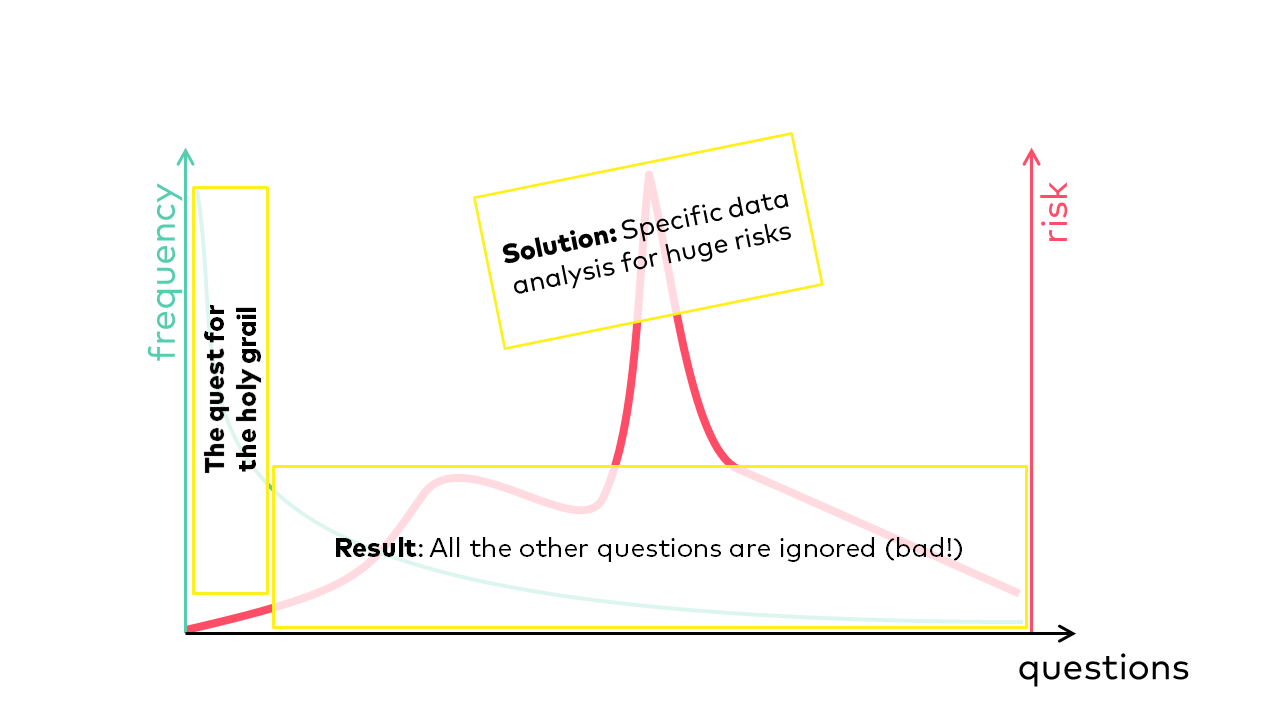 frequency
The quest for
the holy grail
Solution: Specific data
analysis for huge risks
risk
Result: All the other questions are ignored (bad!)
questions